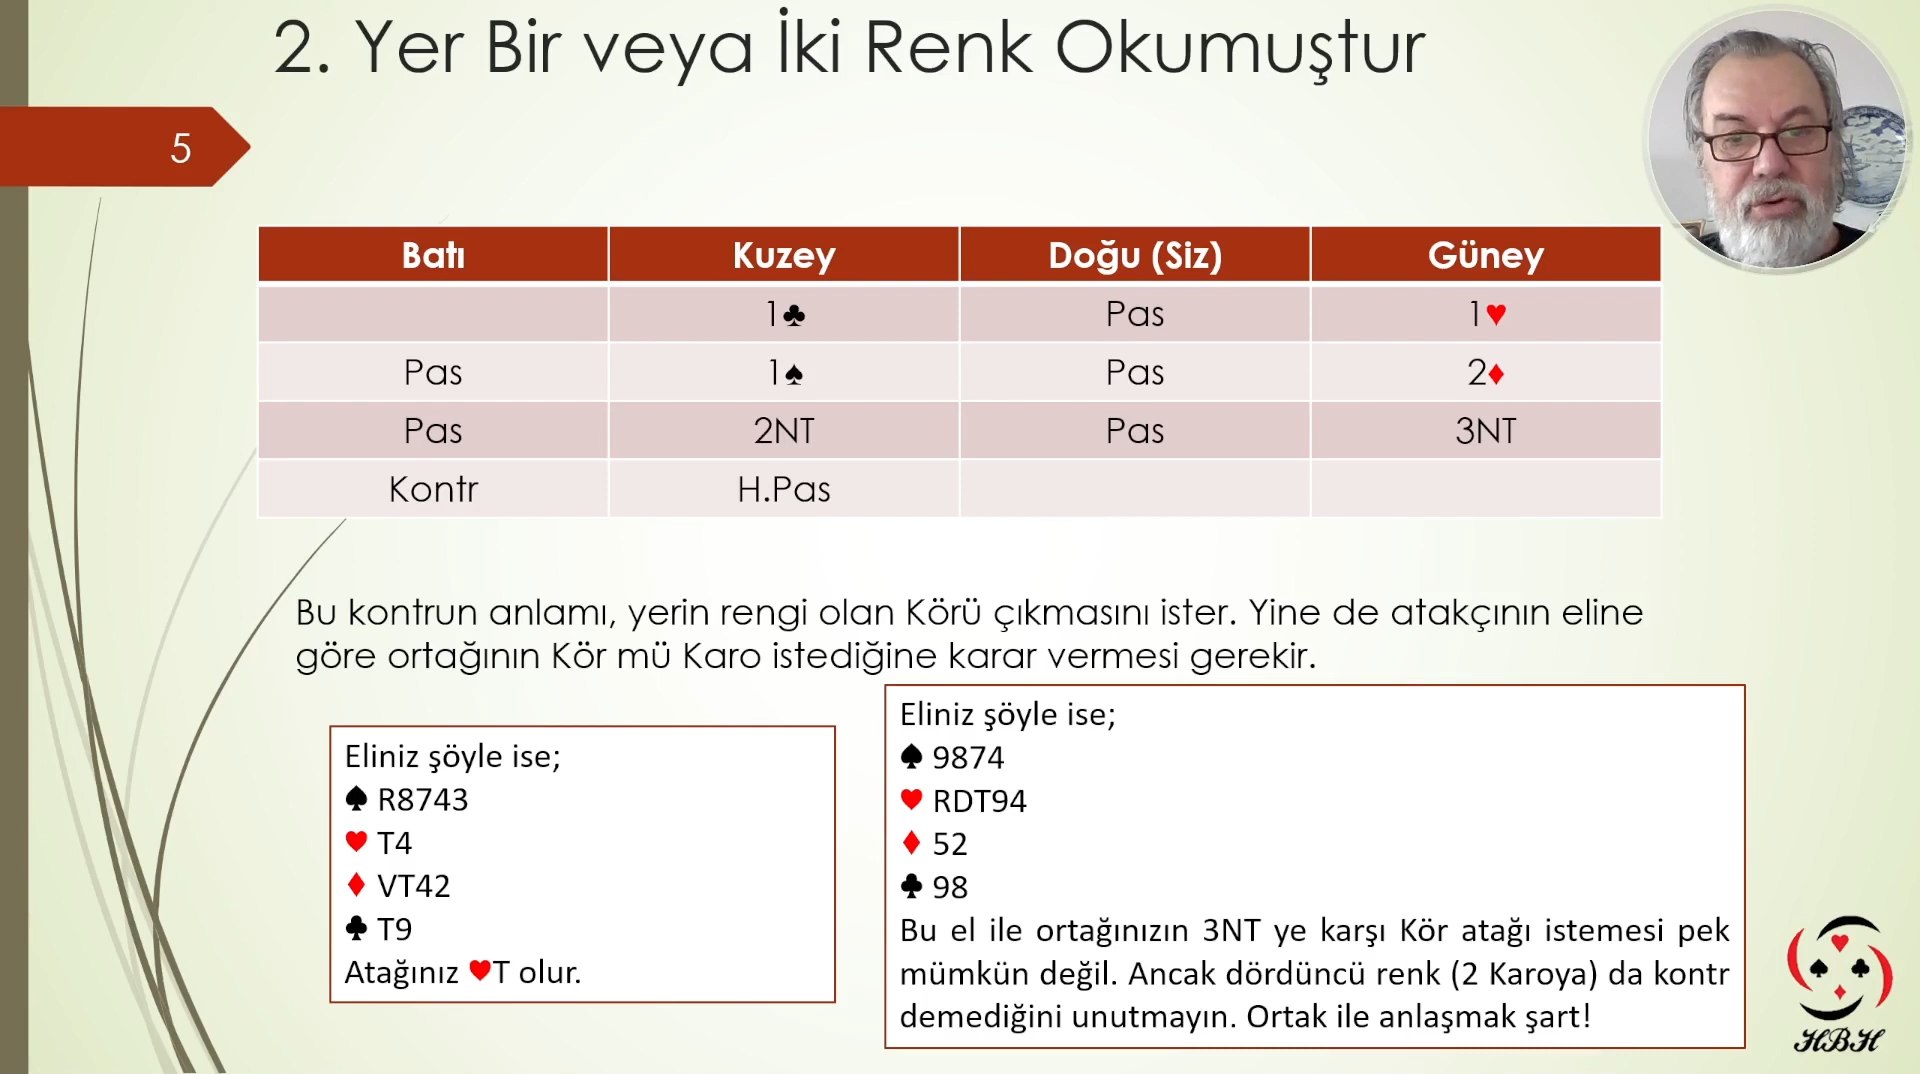 2. Yer Bir veya İki Renk Okumuştur
5
Batı Kuzey Doğu (Siz) Güney
1♣ Pas 1♥
Pas 1♠ Pas 2♦
Pas 2NT Pas 3NT
Kontr H.Pas
Bu kontrun anlamı, yerin rengi olan Körü çıkmasını ister. Yine de atakçının eline
göre ortağının Kör mü Karo istediğine karar vermesi gerekir.
Eliniz şöyle ise;
♠ R8743
♥ T4
♦ VT42
♣ T9
Atağınız ♥T olur.
Eliniz şöyle ise;
♠ 9874
♥ RDT94
♦ 52
♣ 98
Bu el ile ortağınızın 3NT ye karşı Kör atağı istemesi pek
mümkün değil. Ancak dördüncü renk (2 Karoya) da kontr
demediğini unutmayın. Ortak ile anlaşmak şart!
HBH